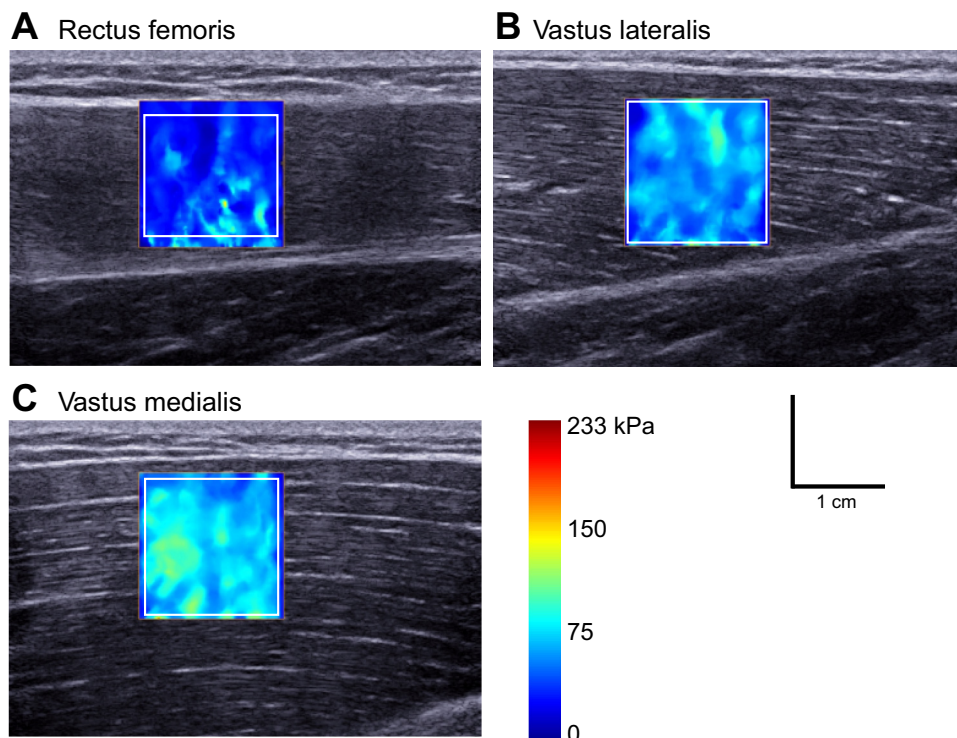 A Rectus femoris
B Vastus lateralis
C Vastus medialis
233 kPa
150
75
0
1 cm